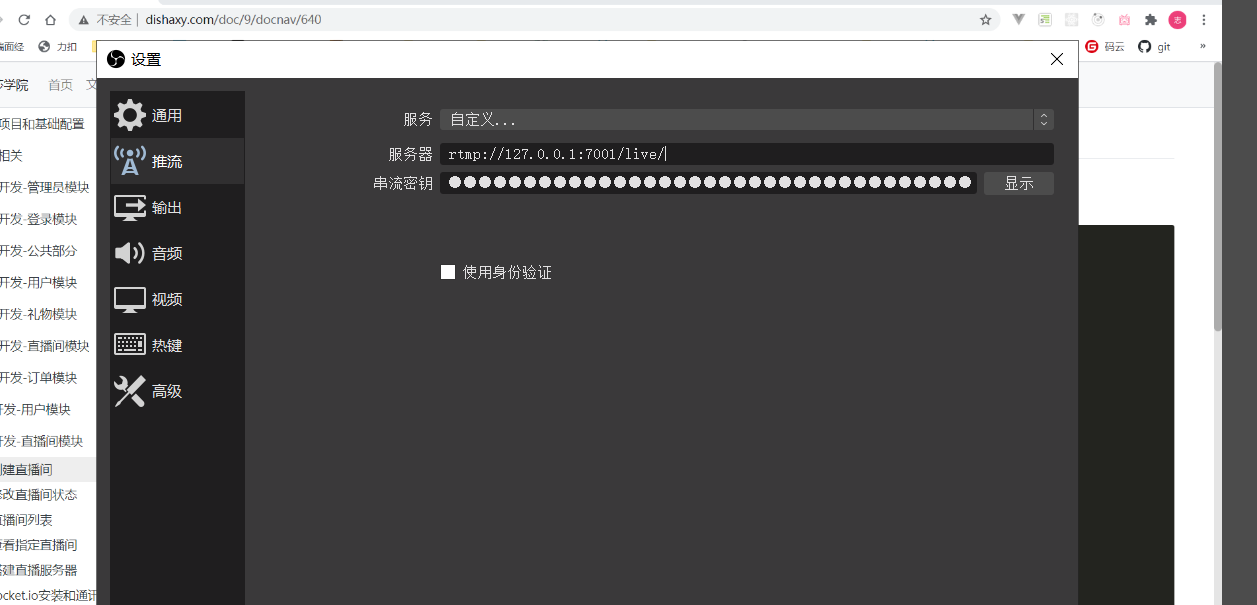 不安全 | dishaxy.com/doc/9/docnav/640
面经
力扣
码云
git
»
设置
学院
首页
文
项目和基础配置
相关
开发-管理员模块
开发-登录模块
开发-公共部分
开发-用户模块
开发-礼物模块
开发-直播间模块
开发-订单模块
开发-用户模块
开发-直播间模块
创建直播间
修改直播间状态
直播间列表
查看指定直播间
搭建直播服务器
ocket.io安装和通讯
通用
推流
输出
音频
视频
热键
高级
服务
自定义...
服务器
rtmp://127.0.0.1:7001/live/
串流密钥
显示
使用身份验证